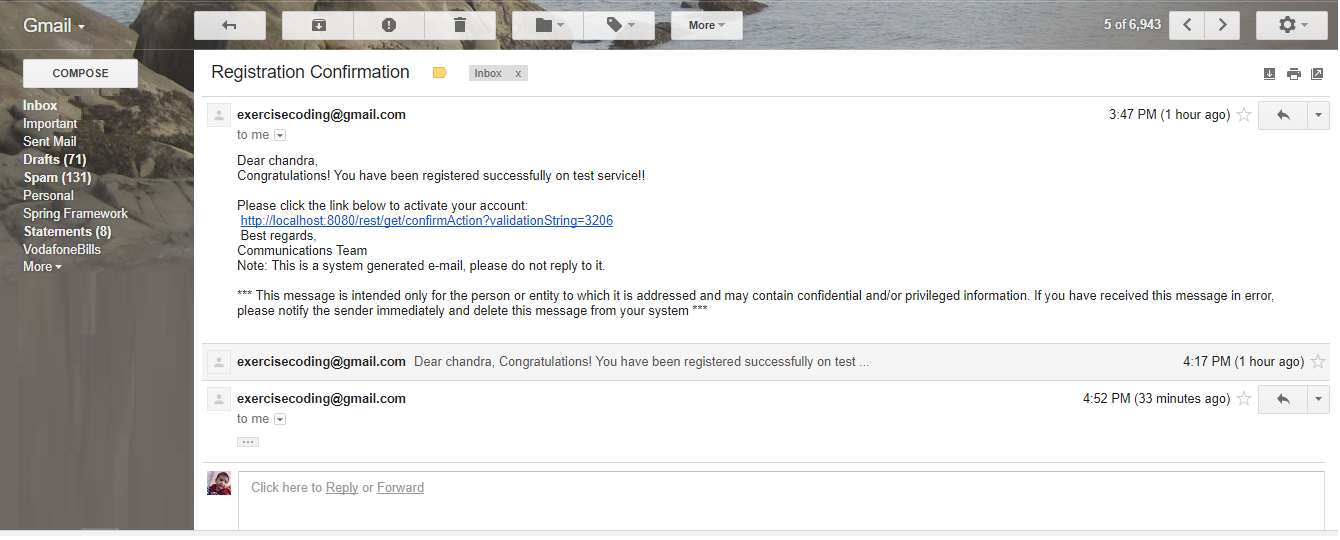 Gmail
More
5 of 6,943
COMPOSE
Inbox
Important
Sent Mail
Drafts (71)
Spam (131)
Personal
Spring Framework
Statements (8)
VodafoneBills
More
Registration Confirmation
Inbox x
exercisecoding@gmail.com
3:47 PM (1 hour ago)
to me
Dear chandra,
Congratulations! You have been registered successfully on test service!!
Please click the link below to activate your account:
http://localhost:8080/rest/get/confirmAction?validationString=3206
Best regards,
Communications Team
Note: This is a system generated e-mail, please do not reply to it.
*** This message is intended only for the person or entity to which it is addressed and may contain confidential and/or privileged information. If you have received this message in error,
please notify the sender immediately and delete this message from your system ***
exercisecoding@gmail.com Dear chandra, Congratulations! You have been registered successfully on test ...
4:17 PM (1 hour ago)
exercisecoding@gmail.com
4:52 PM (33 minutes ago)
to me
...
Click here to Reply or Forward